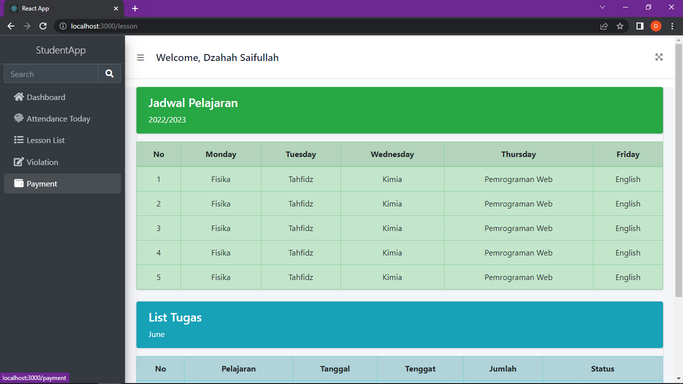 React App
localhost:3000/lesson
D
StudentApp
Search
Dashboard
Attendance Today
Lesson List
Violation
Payment
Welcome, Dzahah Saifullah
Jadwal Pelajaran
2022/2023
No Monday Tuesday Wednesday Thursday Friday
1 Fisika Tahfidz Kimia Pemrograman Web English
2 Fisika Tahfidz Kimia Pemrograman Web English
3 Fisika Tahfidz Kimia Pemrograman Web English
4 Fisika Tahfidz Kimia Pemrograman Web English
5 Fisika Tahfidz Kimia Pemrograman Web English
List Tugas
June
No Pelajaran Tanggal Tenggat Jumlah Status
localhost:3000/payment